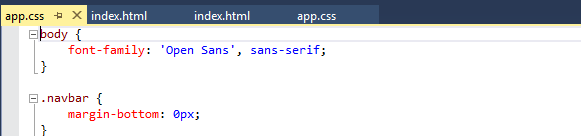 app.css index.html index.html app.css
body {
font-family: 'Open Sans', sans-serif;
}
.navbar {
margin-bottom: 0px;
}